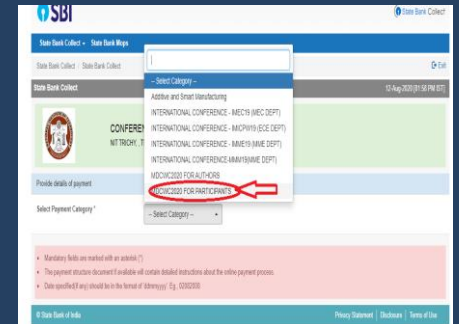 SBI
State Bank Collect
State Bank Collect State Bank Mops
State Bank Collect / State Bank Collect
Exit
State Bank Collect
12-Aug-2020 [01:58 PM IST]
CONFEREN
NIT TRICHY, , T
-- Select Category --
Additive and Smart Manufacturing
INTERNATIONAL CONFERENCE - IMEC19 (MEC DEPT)
INTERNATIONAL CONFERENCE - IMICPW19 (ECE DEPT)
INTERNATIONAL CONFERENCE - IMME19 (MME DEPT)
INTERNATIONAL CONFERENCE-MMM19(MME DEPT)
MDCWC2020 FOR AUTHORS
MDCWC2020 FOR PARTICIPANTS
Provide details of payment
Select Payment Category *
-- Select Category --
Mandatory fields are marked with an asterisk (*)
The payment structure document if available will contain detailed instructions about the online payment process.
Date specified(if any) should be in the format of 'ddmmyyyy' Eg., 02082008
© State Bank of India
Privacy Statement | Disclosure | Terms of Use